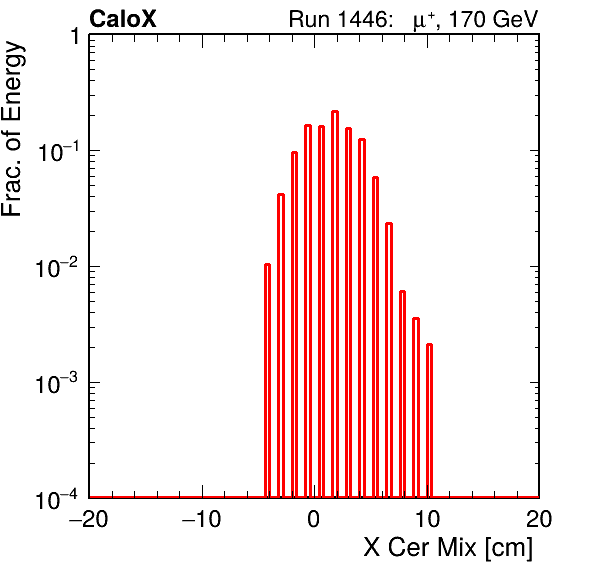 CaloX Run 1446: μ⁺, 170 GeV
Frac. of Energy
1
10⁻¹
10⁻²
10⁻³
10⁻⁴
−20 −10 0 10 20
X Cer Mix [cm]